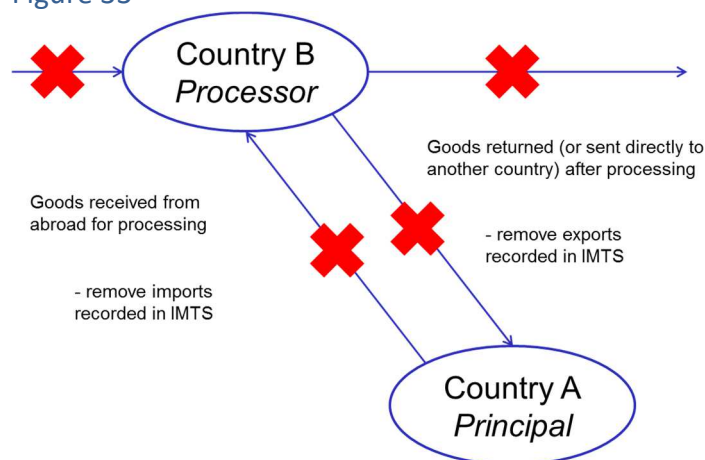 Country B
Processor
Goods returned (or sent directly to
another country) after processing
Goods received from
abroad for processing
- remove exports
recorded in IMTS
- remove imports
recorded in IMTS
Country A
Principal